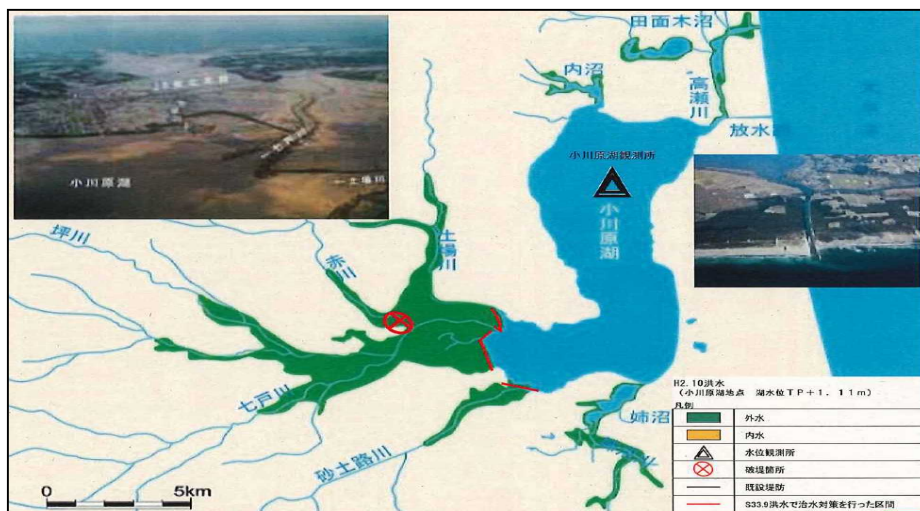 田面木沼
内沼
高瀬川
放水路
小川原湖観測所
小川原湖
小川原湖
土場川
坪川
赤川
土場川
七戸川
砂土路川
姉沼
0
5km
H2.10洪水
(小川原湖地点 湖水位TP+1.11m)
凡例
外水
内水
水位観測所
破堤箇所
既設堤防
S33.9洪水で治水対策を行った区間